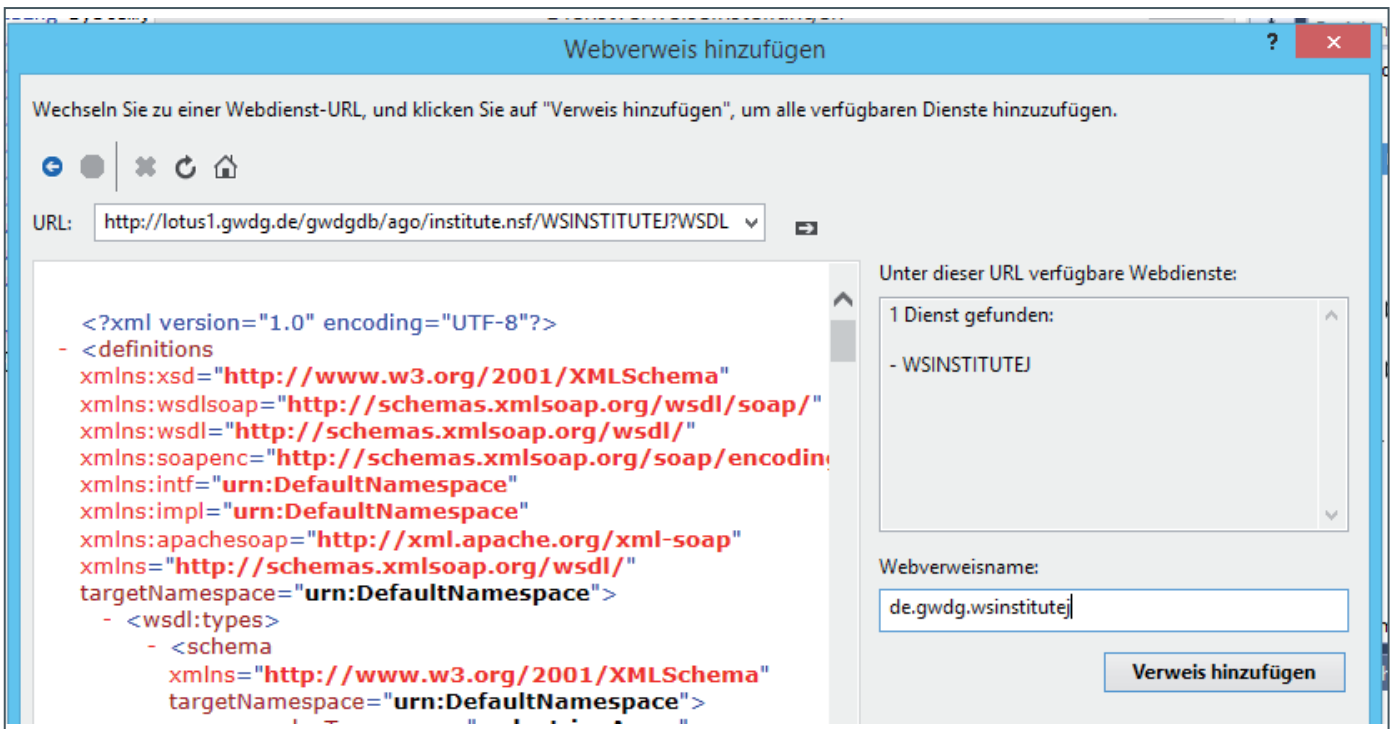 Webverweis hinzufügen
?
Wechseln Sie zu einer Webdienst-URL, und klicken Sie auf "Verweis hinzufügen", um alle verfügbaren Dienste hinzuzufügen.
URL:
http://lotus1.gwdg.de/gwdgdb/ago/institute.nsf/WSINSTITUTEJ?WSDL
<?xml version="1.0" encoding="UTF-8"?>
- <definitions
xmlns:xsd="http://www.w3.org/2001/XMLSchema"
xmlns:wsdlsoap="http://schemas.xmlsoap.org/wsdl/soap/"
xmlns:wsdl="http://schemas.xmlsoap.org/wsdl/"
xmlns:soapenc="http://schemas.xmlsoap.org/soap/encoding
xmlns:intf="urn:DefaultNamespace"
xmlns:impl="urn:DefaultNamespace"
xmlns:apachesoap="http://xml.apache.org/xml-soap"
xmlns="http://schemas.xmlsoap.org/wsdl/"
targetNamespace="urn:DefaultNamespace">
- <wsdl:types>
- <schema
xmlns="http://www.w3.org/2001/XMLSchema"
targetNamespace="urn:DefaultNamespace">
Unter dieser URL verfügbare Webdienste:
1 Dienst gefunden:
- WSINSTITUTEJ
Webverweisname:
de.gwdg.wsinstitutej
Verweis hinzufügen